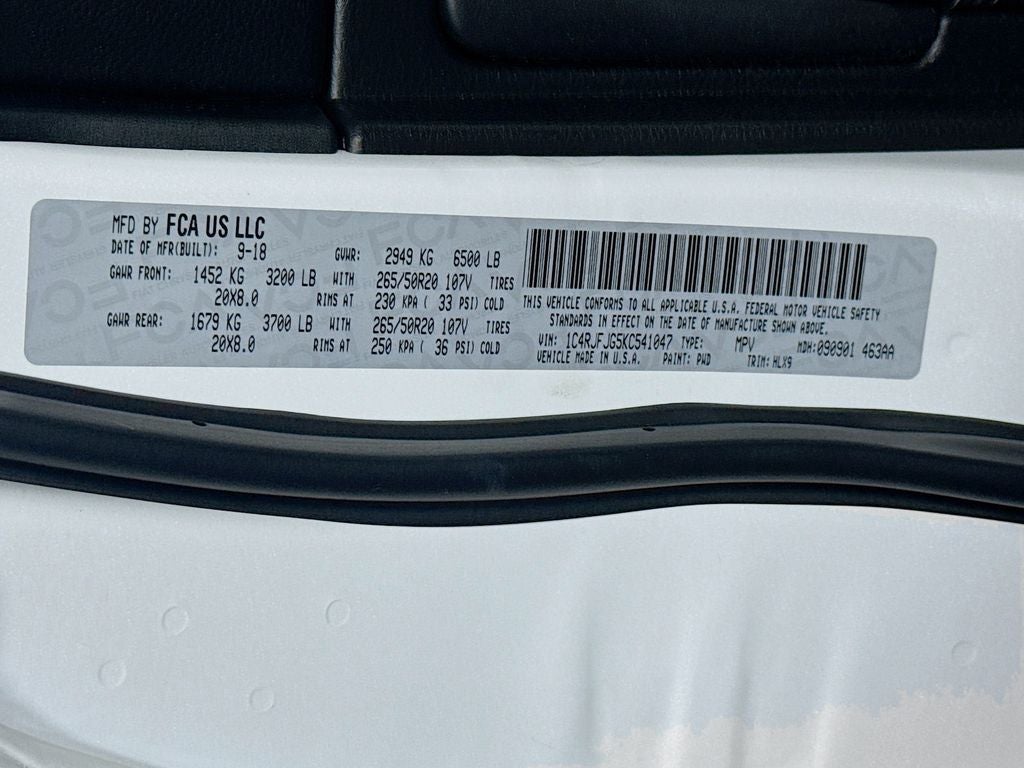 MFD BY FCA US LLC
DATE OF MFR(BUILT): 9-18 GVWR: 2949 KG 6500 LB
GAWR FRONT: 1452 KG 3200 LB WITH 265/50R20 107V TIRES
20X8.0 RIMS AT 230 KPA ( 33 PSI) COLD
GAWR REAR: 1679 KG 3700 LB WITH 265/50R20 107V TIRES
20X8.0 RIMS AT 250 KPA ( 36 PSI) COLD
THIS VEHICLE CONFORMS TO ALL APPLICABLE U.S.A. FEDERAL MOTOR VEHICLE SAFETY
STANDARDS IN EFFECT ON THE DATE OF MANUFACTURE SHOWN ABOVE.
VIN: 1C4RJFJG5KC541047 TYPE: MPV MDH:090901 463AA
VEHICLE MADE IN U.S.A. PAINT: PWD TRIM: HLX9